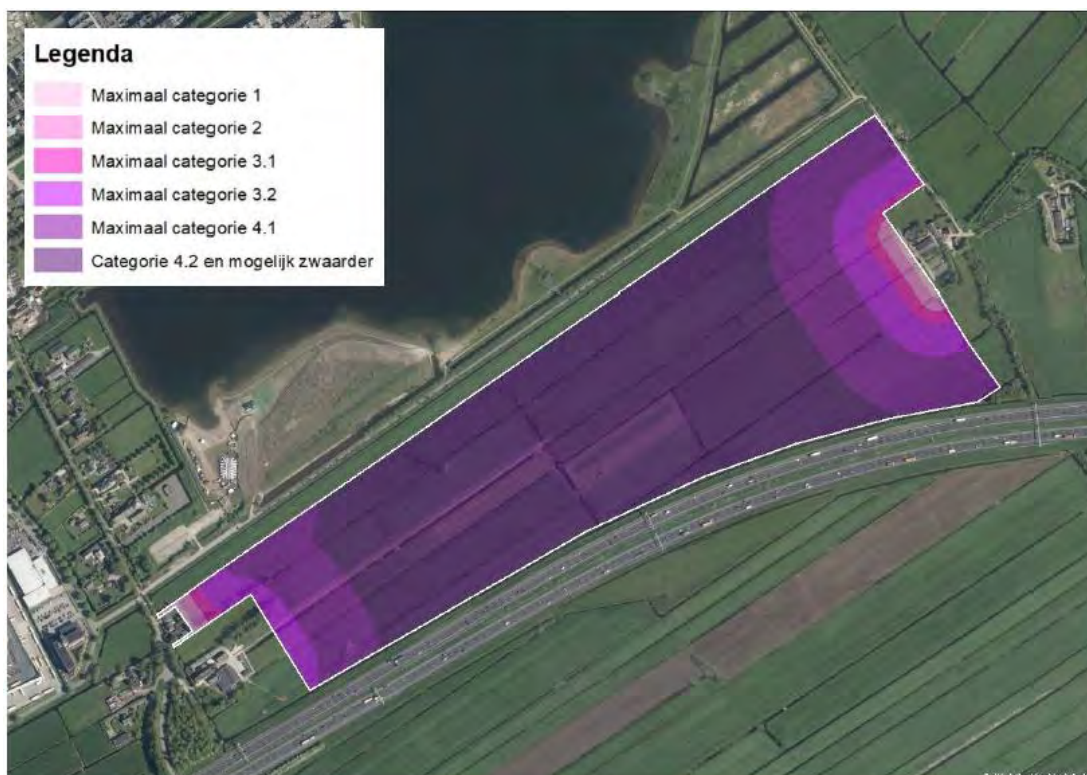 Legenda
Maximaal categorie 1
Maximaal categorie 2
Maximaal categorie 3.1
Maximaal categorie 3.2
Maximaal categorie 4.1
Categorie 4.2 en mogelijk zwaarder